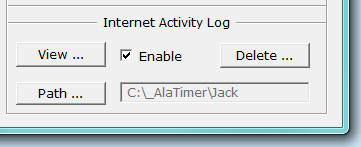 Internet Activity Log
View ... Enable Delete ...
Path ... C:\_AlaTimer\Jack